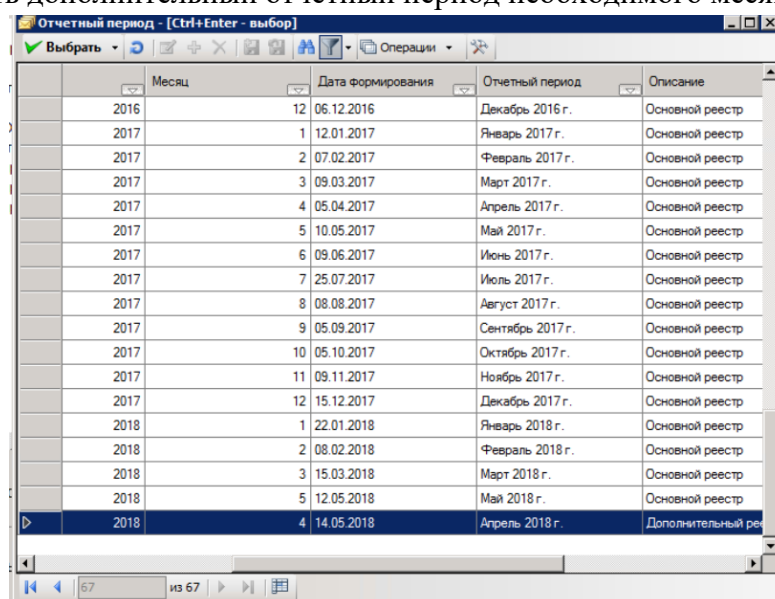 ь дополнительный отчетный период необходимого меся
Отчетный период - [Ctrl+Enter - выбор]
Выбрать Операции
Месяц Дата формирования Отчетный период Описание
2016 12 06.12.2016 Декабрь 2016 г. Основной реестр
2017 1 12.01.2017 Январь 2017 г. Основной реестр
2017 2 07.02.2017 Февраль 2017 г. Основной реестр
2017 3 09.03.2017 Март 2017 г. Основной реестр
2017 4 05.04.2017 Апрель 2017 г. Основной реестр
2017 5 10.05.2017 Май 2017 г. Основной реестр
2017 6 09.06.2017 Июнь 2017 г. Основной реестр
2017 7 25.07.2017 Июль 2017 г. Основной реестр
2017 8 08.08.2017 Август 2017 г. Основной реестр
2017 9 05.09.2017 Сентябрь 2017 г. Основной реестр
2017 10 05.10.2017 Октябрь 2017 г. Основной реестр
2017 11 09.11.2017 Ноябрь 2017 г. Основной реестр
2017 12 15.12.2017 Декабрь 2017 г. Основной реестр
2018 1 22.01.2018 Январь 2018 г. Основной реестр
2018 2 08.02.2018 Февраль 2018 г. Основной реестр
2018 3 15.03.2018 Март 2018 г. Основной реестр
2018 5 12.05.2018 Май 2018 г. Основной реестр
2018 4 14.05.2018 Апрель 2018 г. Дополнительный рее
67 из 67